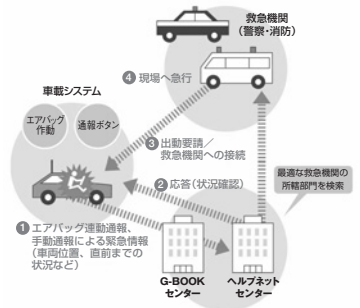 救急機関
(警察・消防)
④ 現場へ急行
車載システム
エアバッグ
作動
通報ボタン
③ 出動要請/
救急機関への接続
② 応答(状況確認)
最適な救急機関の
所轄部門を検索
① エアバッグ連動通報、
手動通報による緊急情報
(車両位置、直前までの
状況など)
G-BOOK
センター
ヘルプネット
センター